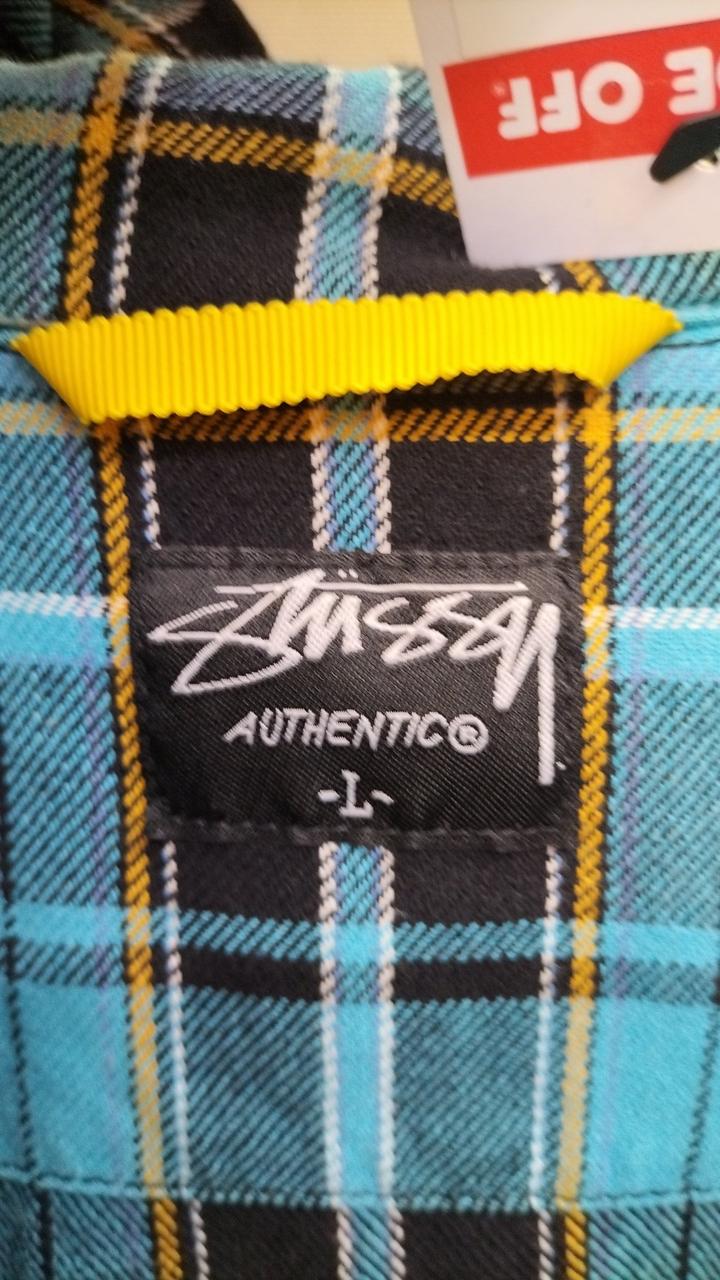 OFF
Stüssy
AUTHENTIC®
-L-